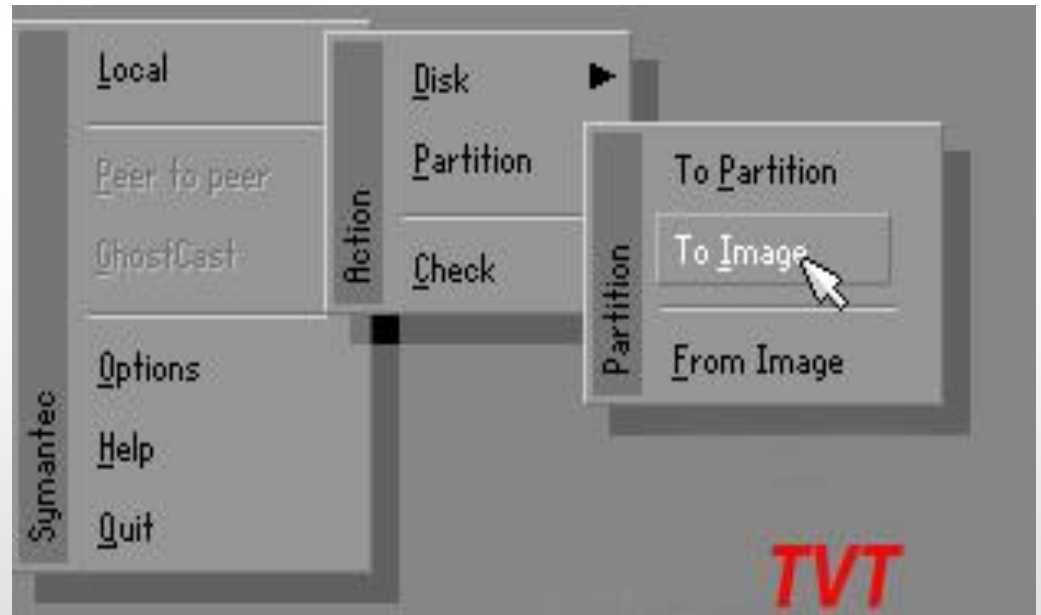 Symantec
Local
Peer to peer
GhostCast
Options
Help
Quit
Action
Disk
Partition
Check
Partition
To Partition
To Image
From Image
TVT